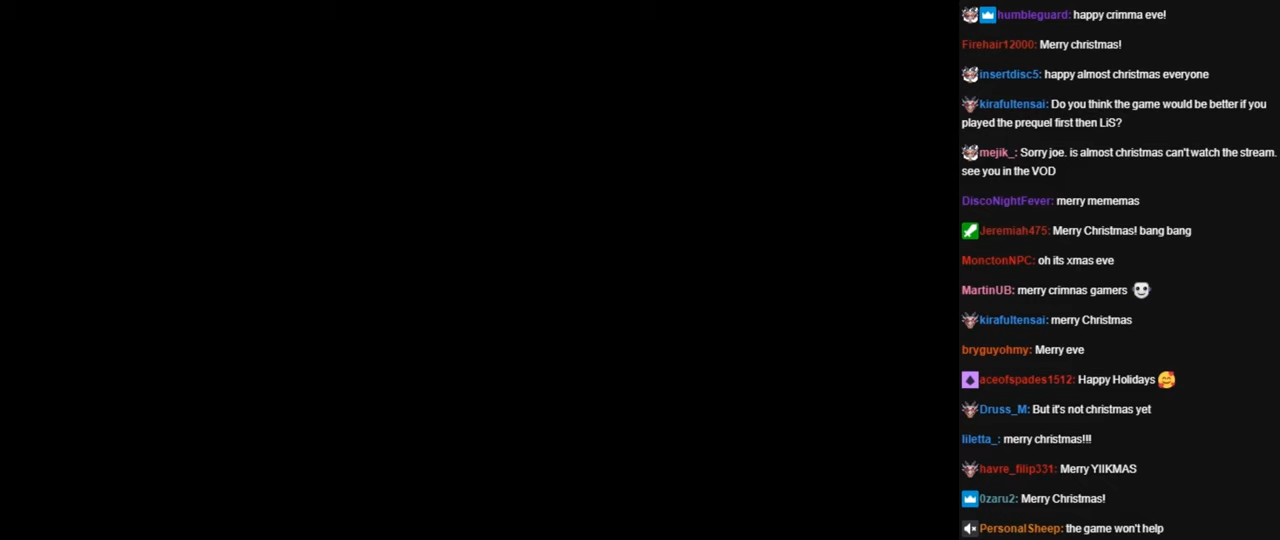 humbleguard: happy crimma eve!
Firehair12000: Merry christmas!
insertdisc5: happy almost christmas everyone
kirafultensai: Do you think the game would be better if you
played the prequel first then LiS?
mejik_: Sorry joe. is almost christmas can't watch the stream.
see you in the VOD
DiscoNightFever: merry mememas
Jeremiah475: Merry Christmas! bang bang
MonctonNPC: oh its xmas eve
MartinUB: merry crimnas gamers
kirafultensai: merry Christmas
bryguyohmy: Merry eve
aceofspades1512: Happy Holidays
Druss_M: But it's not christmas yet
liletta_: merry christmas!!!
havre_filip331: Merry YIIKMAS
0zaru2: Merry Christmas!
PersonalSheep: the game won't help